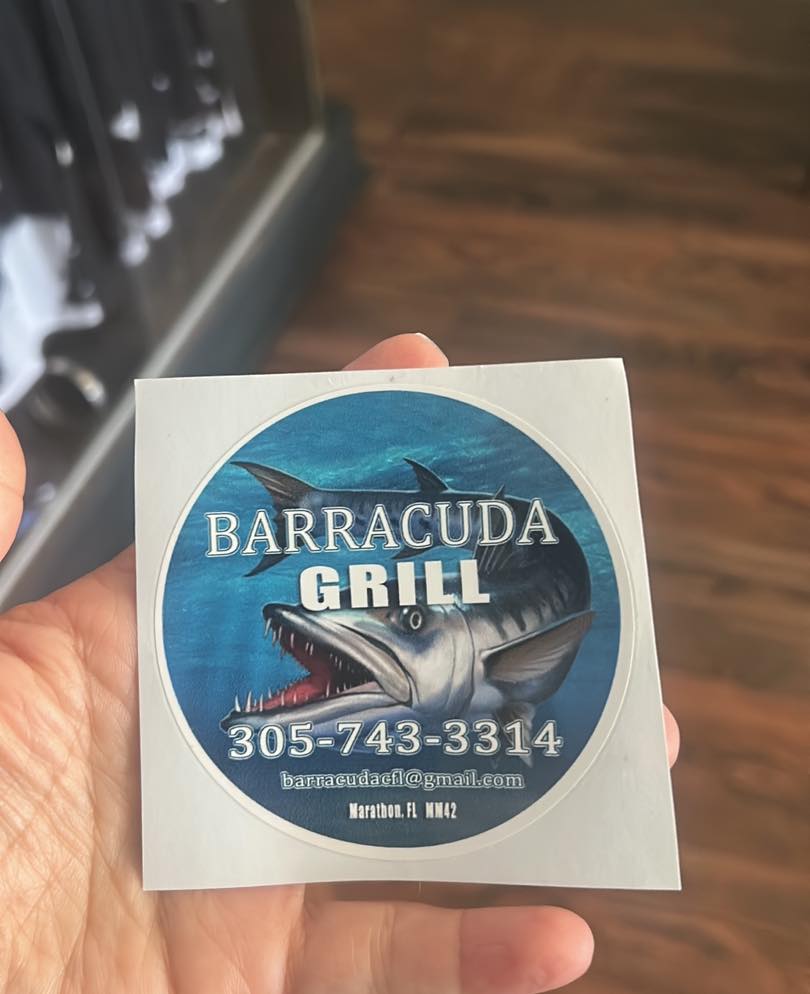 BARRACUDA
GRILL
305-743-3314
barracudacfl@gmail.com
Marathon, FL MM42